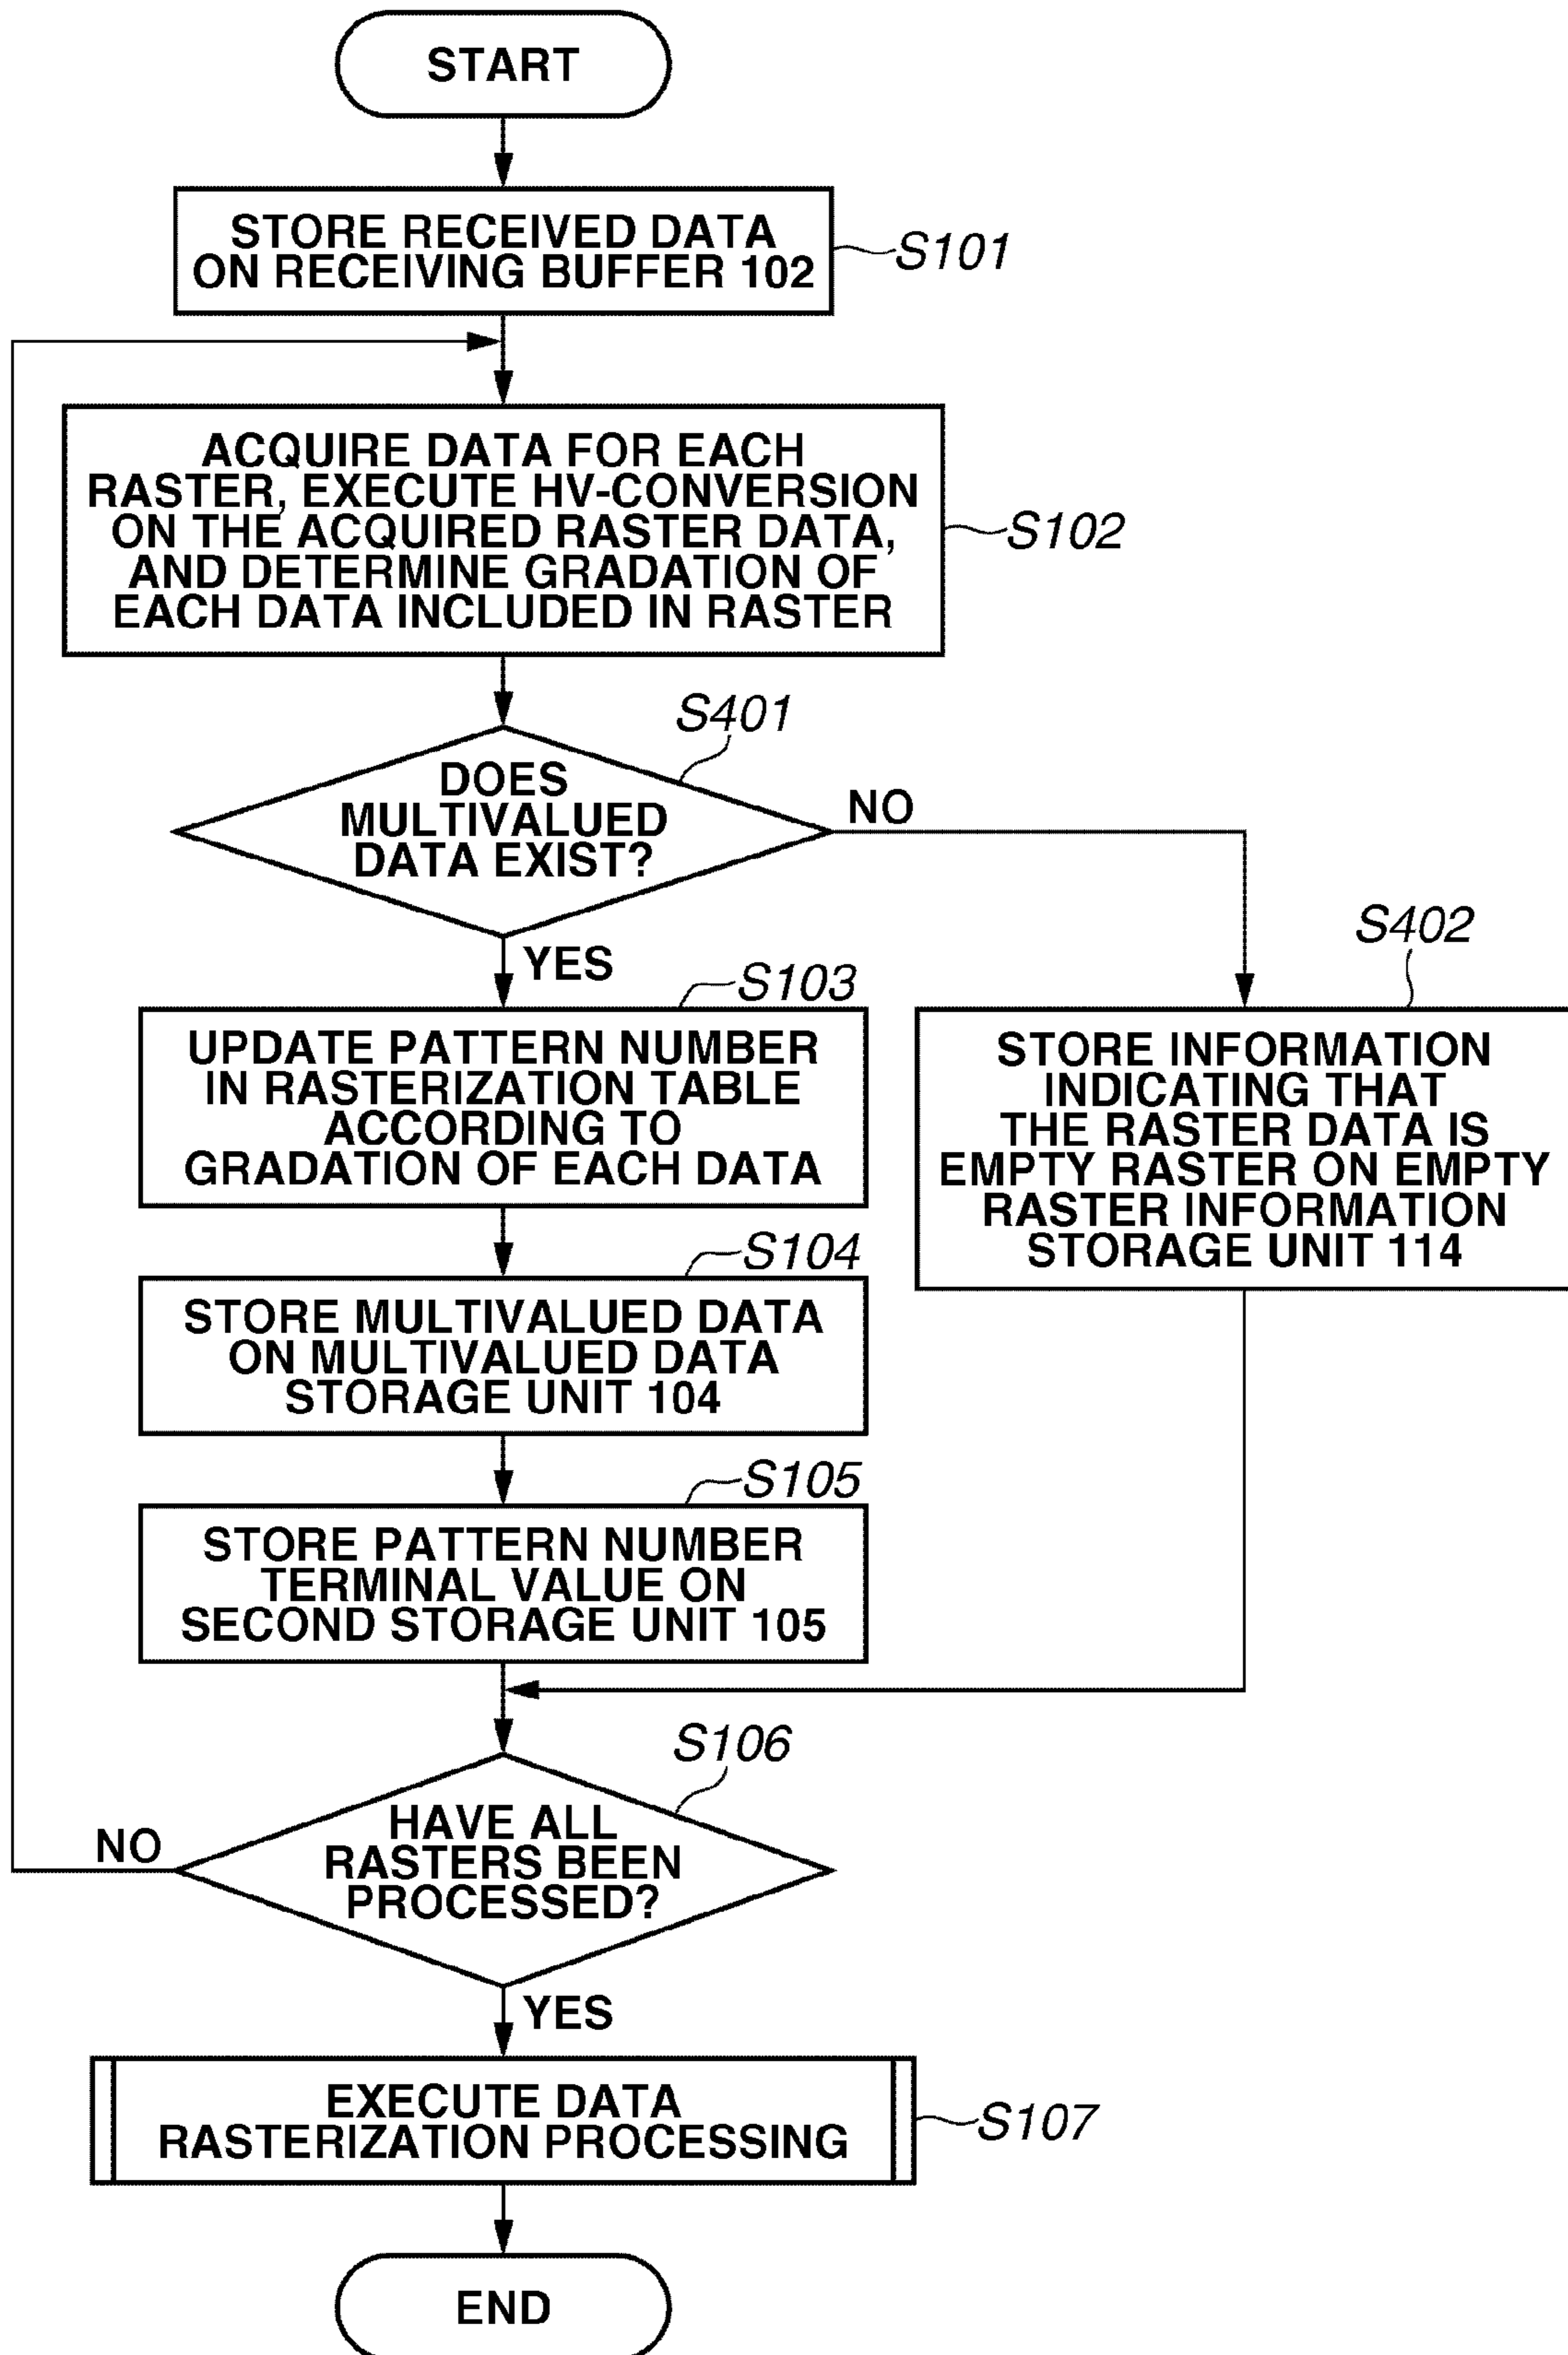 START
STORE RECEIVED DATA
ON RECEIVING BUFFER 102
S101
ACQUIRE DATA FOR EACH
RASTER, EXECUTE HV-CONVERSION
ON THE ACQUIRED RASTER DATA,
AND DETERMINE GRADATION OF
EACH DATA INCLUDED IN RASTER
S102
S401
DOES
MULTIVALUED
DATA EXIST?
NO
YES
S402
STORE INFORMATION
INDICATING THAT
THE RASTER DATA IS
EMPTY RASTER ON EMPTY
RASTER INFORMATION
STORAGE UNIT 114
S103
UPDATE PATTERN NUMBER
IN RASTERIZATION TABLE
ACCORDING TO
GRADATION OF EACH DATA
S104
STORE MULTIVALUED DATA
ON MULTIVALUED DATA
STORAGE UNIT 104
S105
STORE PATTERN NUMBER
TERMINAL VALUE ON
SECOND STORAGE UNIT 105
S106
HAVE ALL
RASTERS BEEN
PROCESSED?
NO
YES
EXECUTE DATA
RASTERIZATION PROCESSING
S107
END